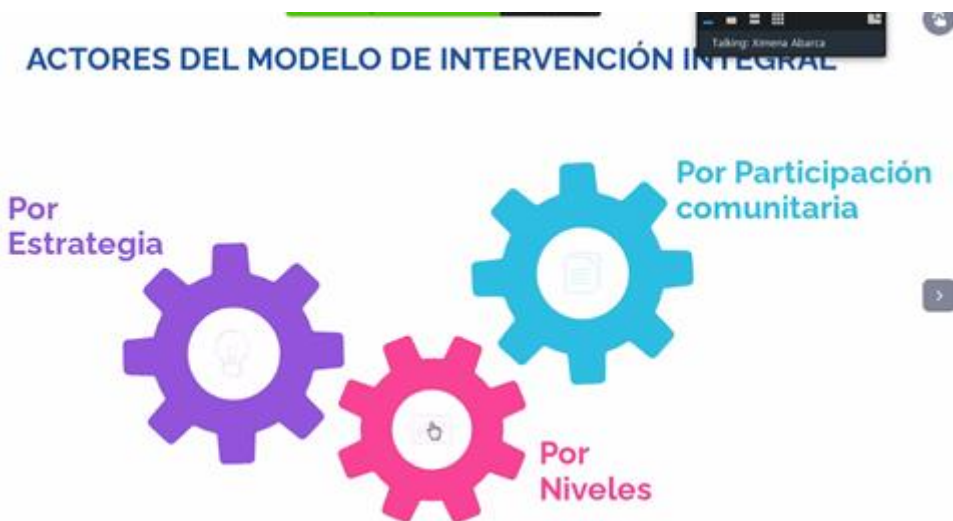 Talking: Ximena Abarca
ACTORES DEL MODELO DE INTERVENCIÓN INTEGRAL
Por
Estrategia
Por Participación
comunitaria
Por
Niveles